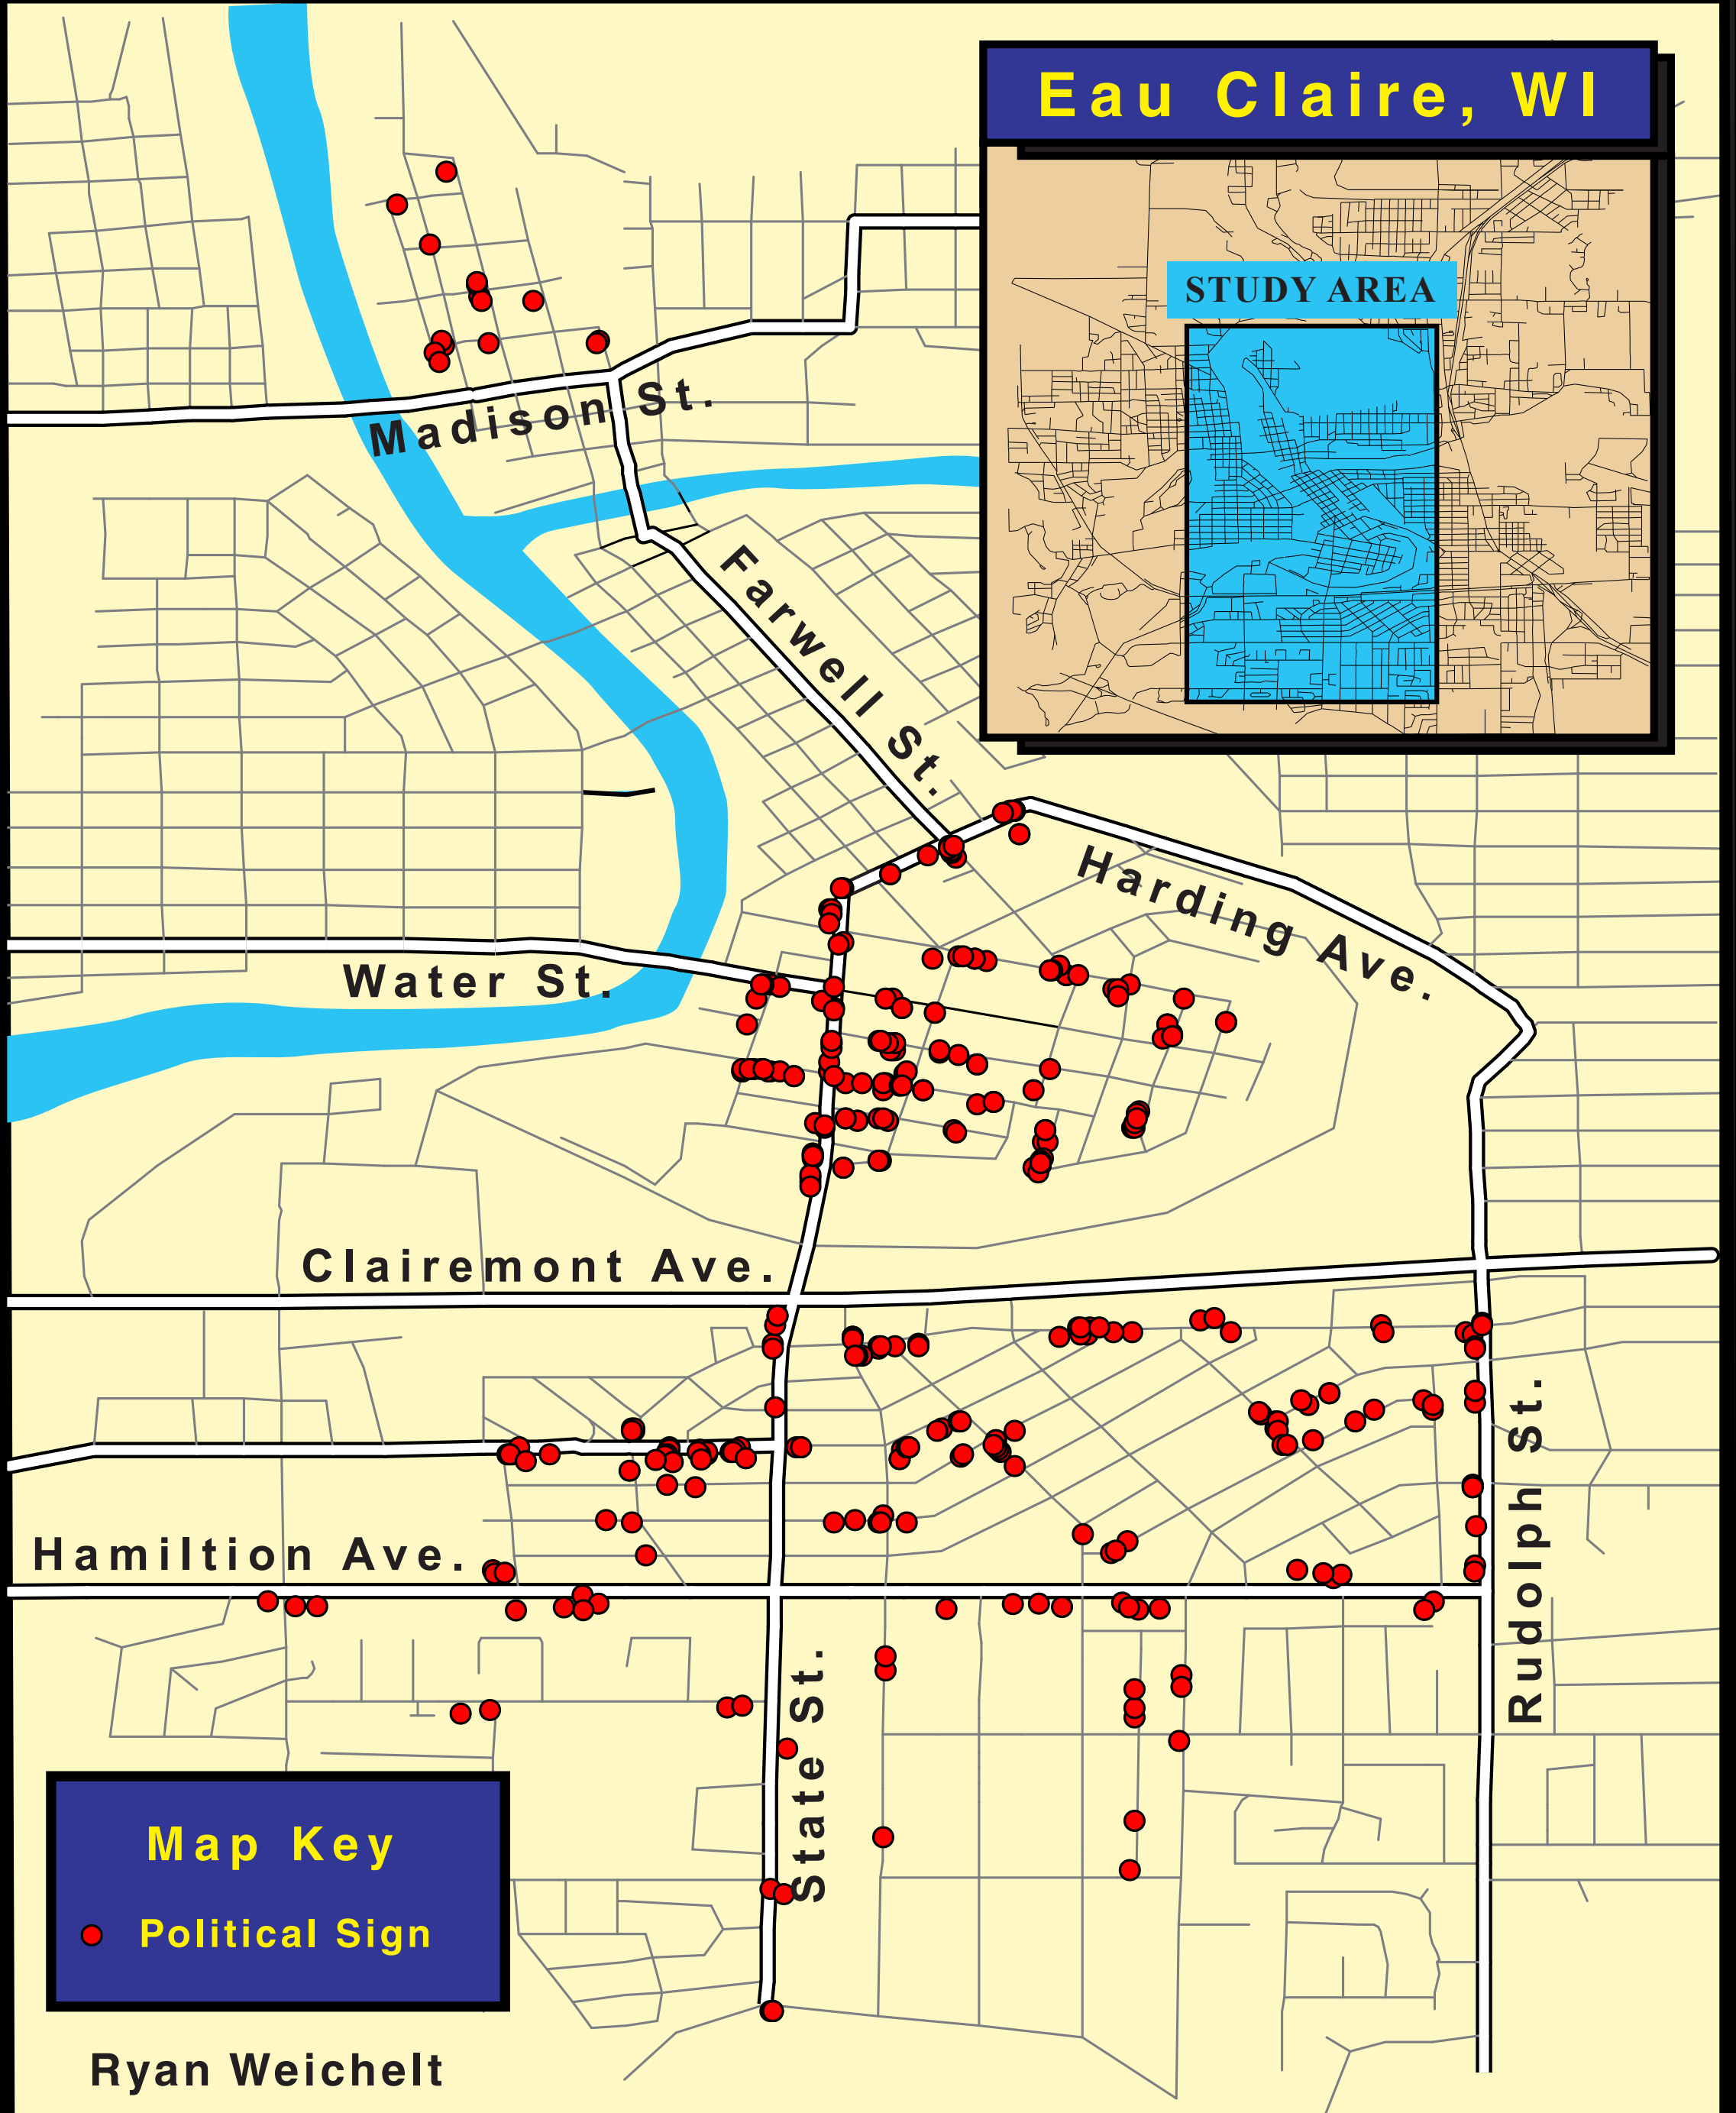 Eau Claire, WI
STUDY AREA
Madison St.
Farwell St.
Harding Ave.
Water St.
Clairemont Ave.
Hamiltion Ave.
Rudolph St.
State St.
Map Key
Political Sign
Ryan Weichelt